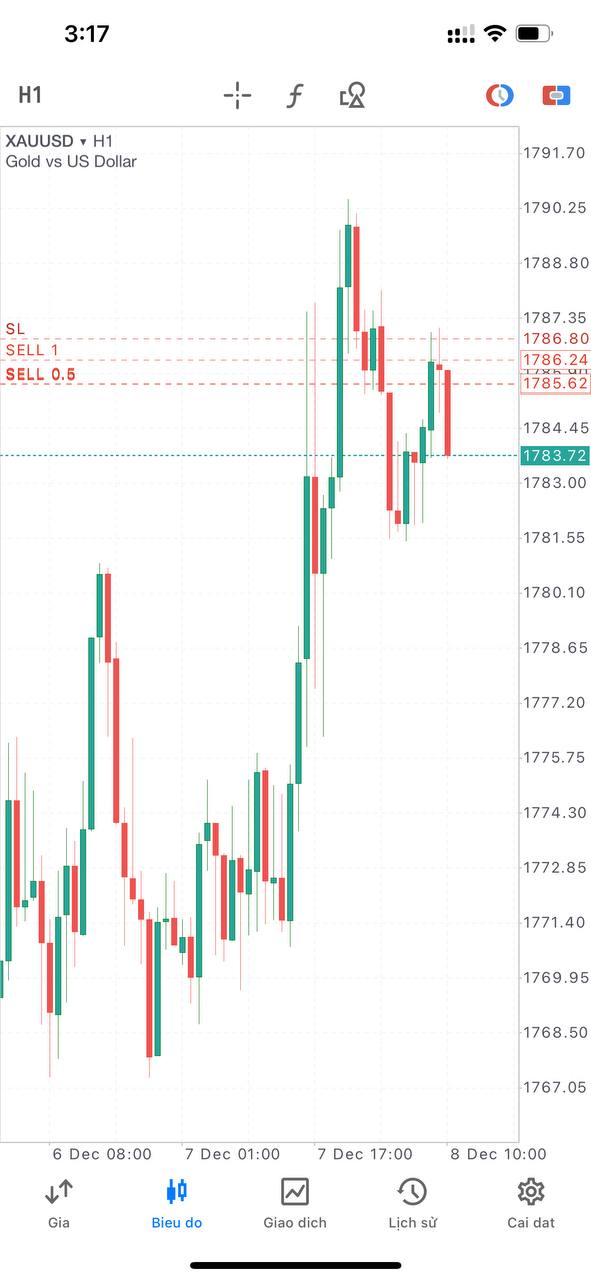 3:17
H1
XAUUSD ▾ H1
Gold vs US Dollar
1791.70
1790.25
1788.80
1787.35
SL
1786.80
SELL 1
1786.24
SELL 0.5
1785.62
1784.45
1783.72
1783.00
1781.55
1780.10
1778.65
1777.20
1775.75
1774.30
1772.85
1771.40
1769.95
1768.50
1767.05
6 Dec 08:00
7 Dec 01:00
7 Dec 17:00
8 Dec 10:00
Gia
Bieu do
Giao dich
Lịch sử
Cai dat